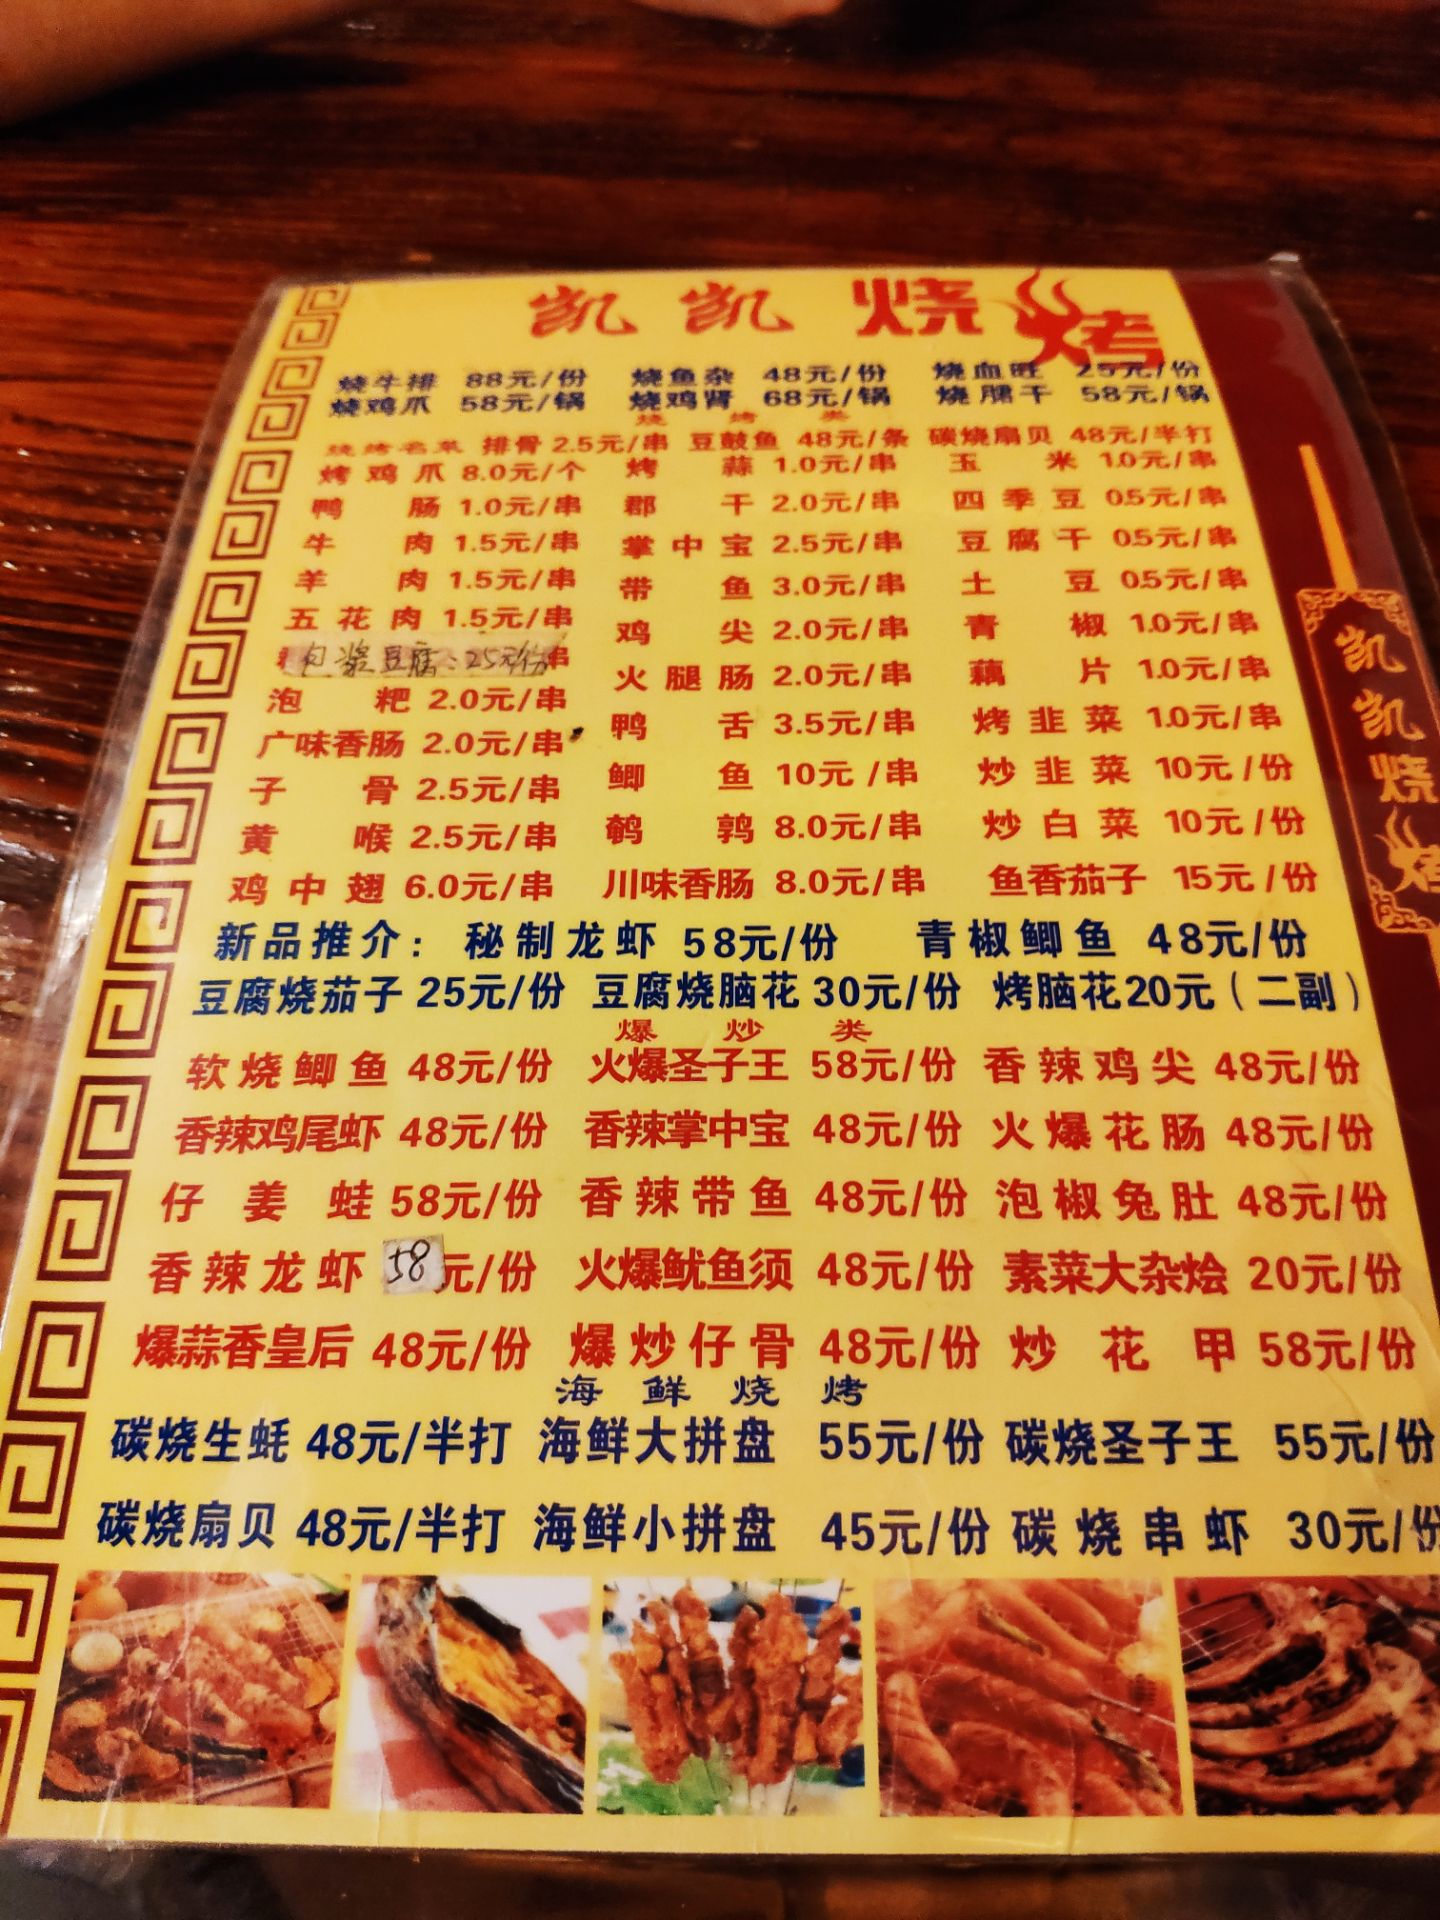 凯凯烧烤
烧牛排 88元/份 烧鱼杂 48元/份 烧血旺 25元/份
烧鸡爪 58元/锅 烧鸡肾 68元/锅 烧腊干 58元/锅
烧烤类
烧烤名菜 排骨 2.5元/串 豆鼓鱼 48元/条 碳烧扇贝 48元/半打
烤鸡爪 8.0元/个 烤蒜 1.0元/串 玉米 1.0元/串
鸭肠 1.0元/串 郡干 2.0元/串 四季豆 0.5元/串
牛肉 1.5元/串 掌中宝 2.5元/串 豆腐干 0.5元/串
羊肉 1.5元/串 带鱼 3.0元/串 土豆 0.5元/串
五花肉 1.5元/串 鸡尖 2.0元/串 青椒 1.0元/串
包浆豆腐:25元/份 串 火腿肠 2.0元/串 藕片 1.0元/串
泡粑 2.0元/串 鸭舌 3.5元/串 烤韭菜 1.0元/串
广味香肠 2.0元/串 鲫鱼 10元/串 炒韭菜 10元/份
子骨 2.5元/串 鹌鹑 8.0元/串 炒白菜 10元/份
黄喉 2.5元/串 川味香肠 8.0元/串 鱼香茄子 15元/份
鸡中翅 6.0元/串
新品推介: 秘制龙虾 58元/份 青椒鲫鱼 48元/份
豆腐烧茄子 25元/份 豆腐烧脑花 30元/份 烤脑花20元(二副)
爆炒类
软烧鲫鱼 48元/份 火爆圣子王 58元/份 香辣鸡尖 48元/份
香辣鸡尾虾 48元/份 香辣掌中宝 48元/份 火爆花肠 48元/份
仔姜蛙 58元/份 香辣带鱼 48元/份 泡椒兔肚 48元/份
香辣龙虾 58元/份 火爆鱿鱼须 48元/份 素菜大杂烩 20元/份
爆蒜香皇后 48元/份 爆炒仔骨 48元/份 炒花甲 58元/份
海鲜烧烤
碳烧生蚝 48元/半打 海鲜大拼盘 55元/份 碳烧圣子王 55元/份
碳烧扇贝 48元/半打 海鲜小拼盘 45元/份 碳烧串虾 30元/份
凯凯烧烤